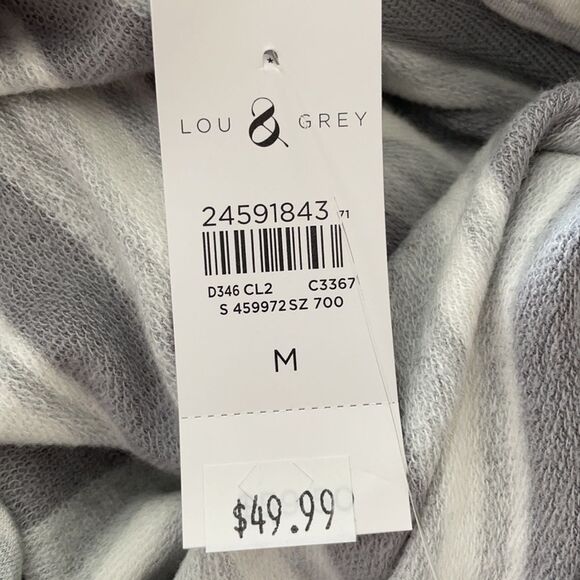 LOU & GREY
24591843 71
D346 CL2 C3367
S 459972 SZ 700
M
$49.99